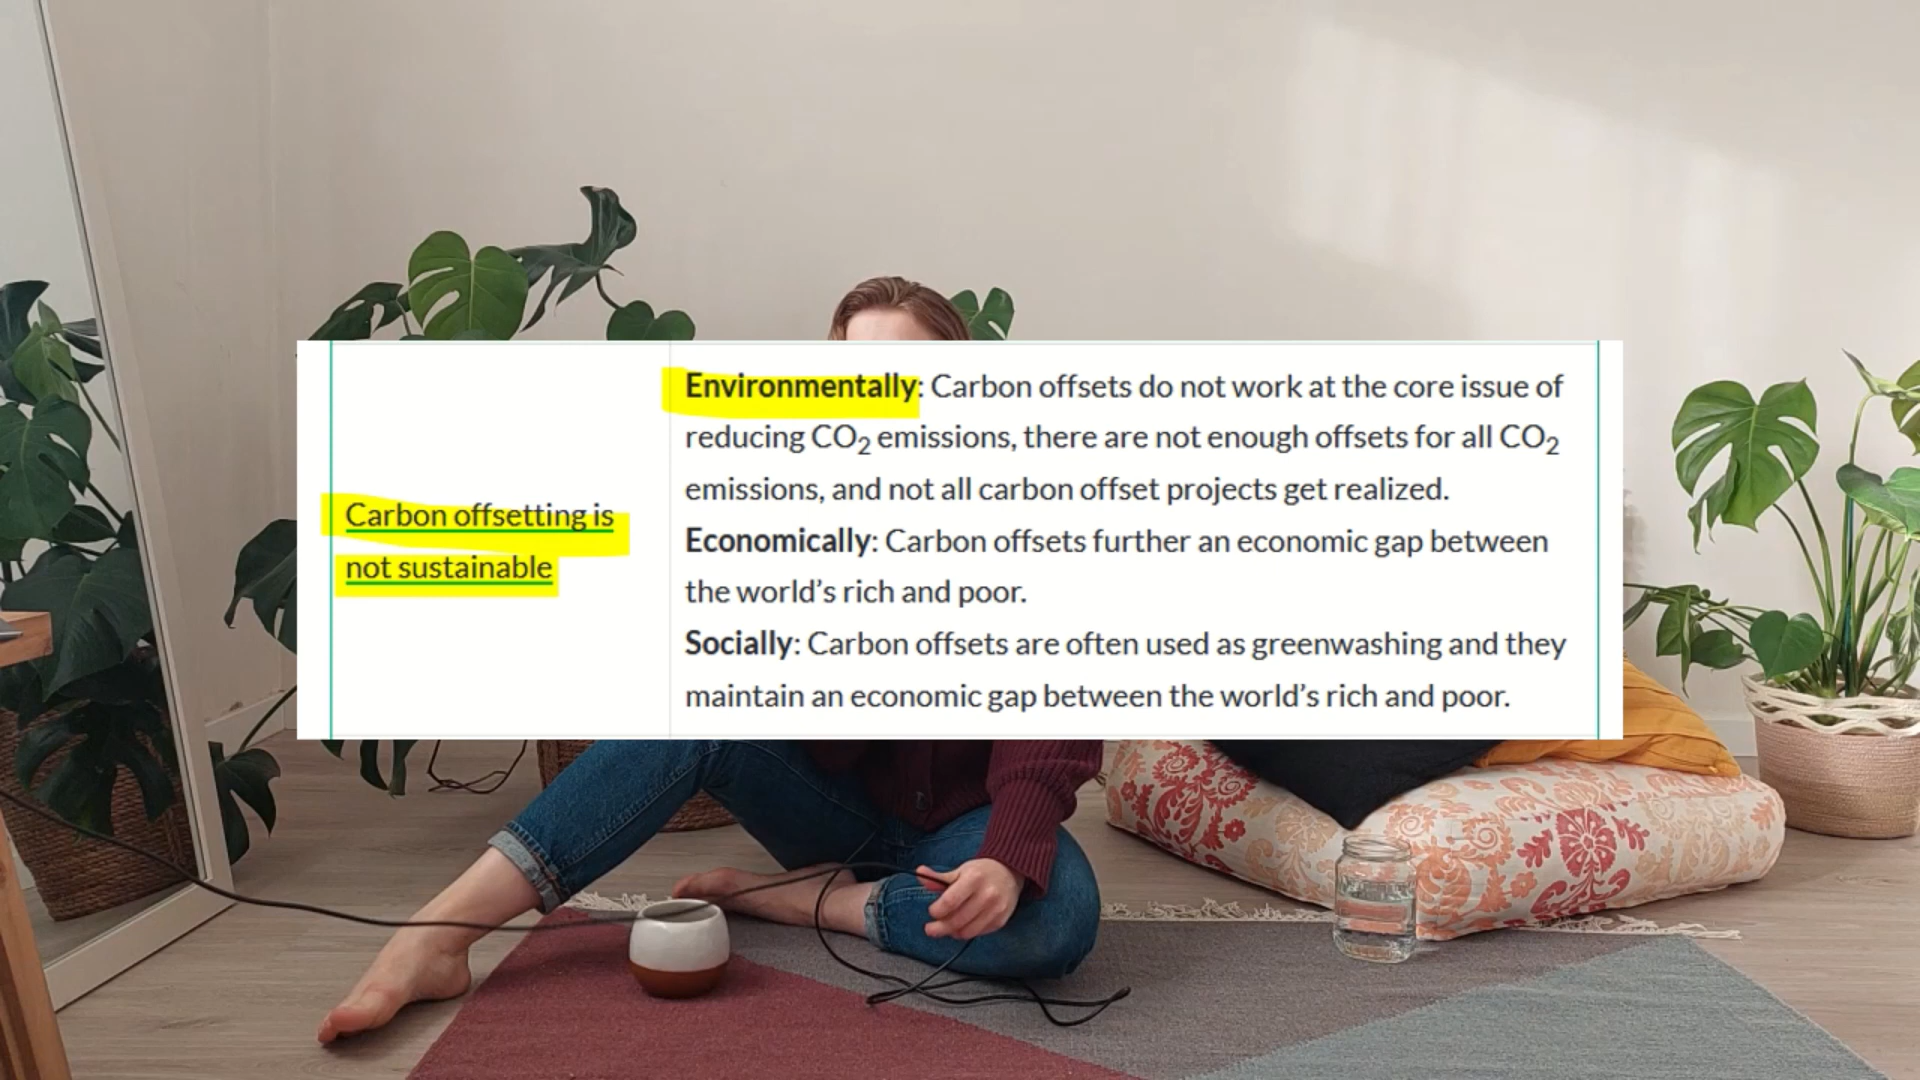 Carbon offsetting is
not sustainable
Environmentally: Carbon offsets do not work at the core issue of
reducing CO₂ emissions, there are not enough offsets for all CO₂
emissions, and not all carbon offset projects get realized.
Economically: Carbon offsets further an economic gap between
the world’s rich and poor.
Socially: Carbon offsets are often used as greenwashing and they
maintain an economic gap between the world’s rich and poor.